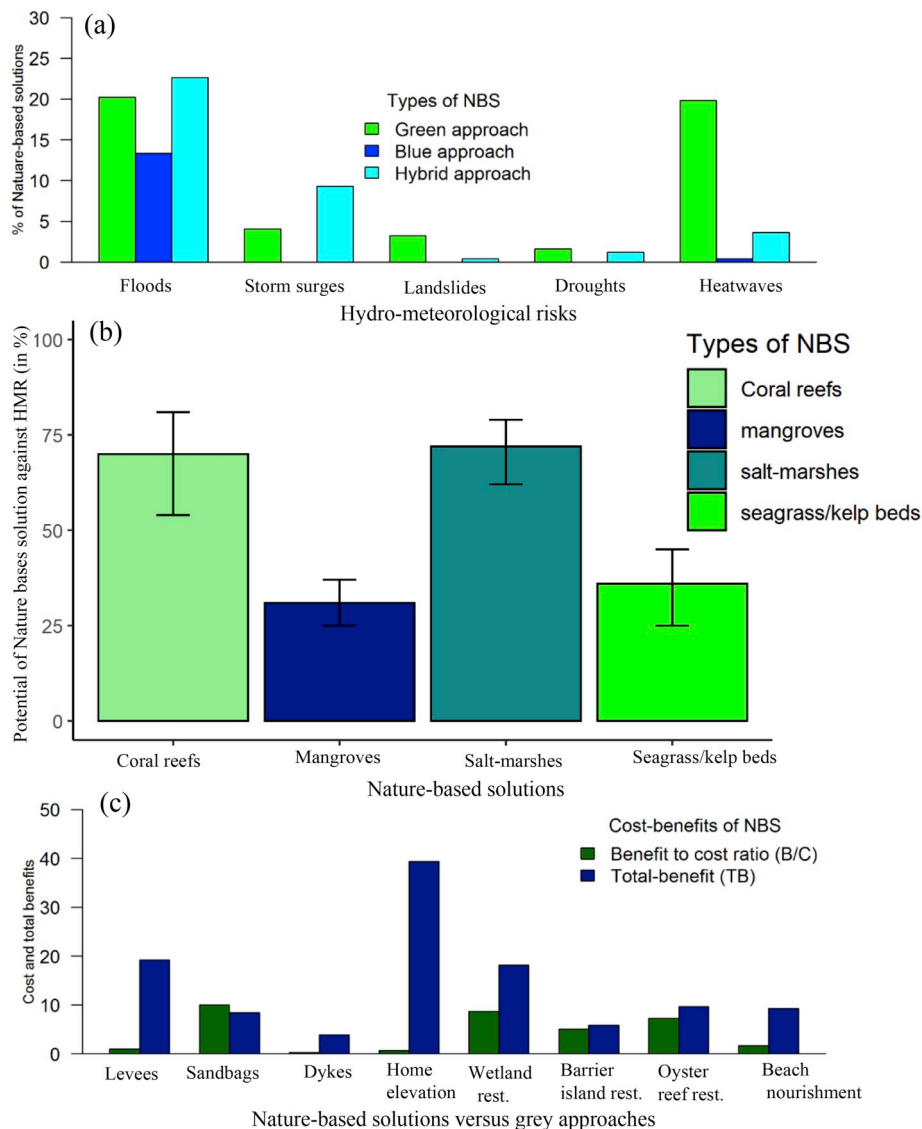 (a)
% of Natuare-based solutions
30
25
20
15
10
5
0
Types of NBS
Green approach
Blue approach
Hybrid approach
Floods
Storm surges
Landslides
Droughts
Heatwaves
Hydro-meteorological risks
(b)
Potential of Nature bases solution against HMR (in %)
100
75
50
25
0
Types of NBS
Coral reefs
mangroves
salt-marshes
seagrass/kelp beds
Coral reefs
Mangroves
Salt-marshes
Seagrass/kelp beds
Nature-based solutions
(c)
Cost and total benefits
50
40
30
20
10
0
Cost-benefits of NBS
Benefit to cost ratio (B/C)
Total-benefit (TB)
Levees
Sandbags
Dykes
Home
elevation
Wetland
rest.
Barrier
island rest.
Oyster
reef rest.
Beach
nourishment
Nature-based solutions versus grey approaches